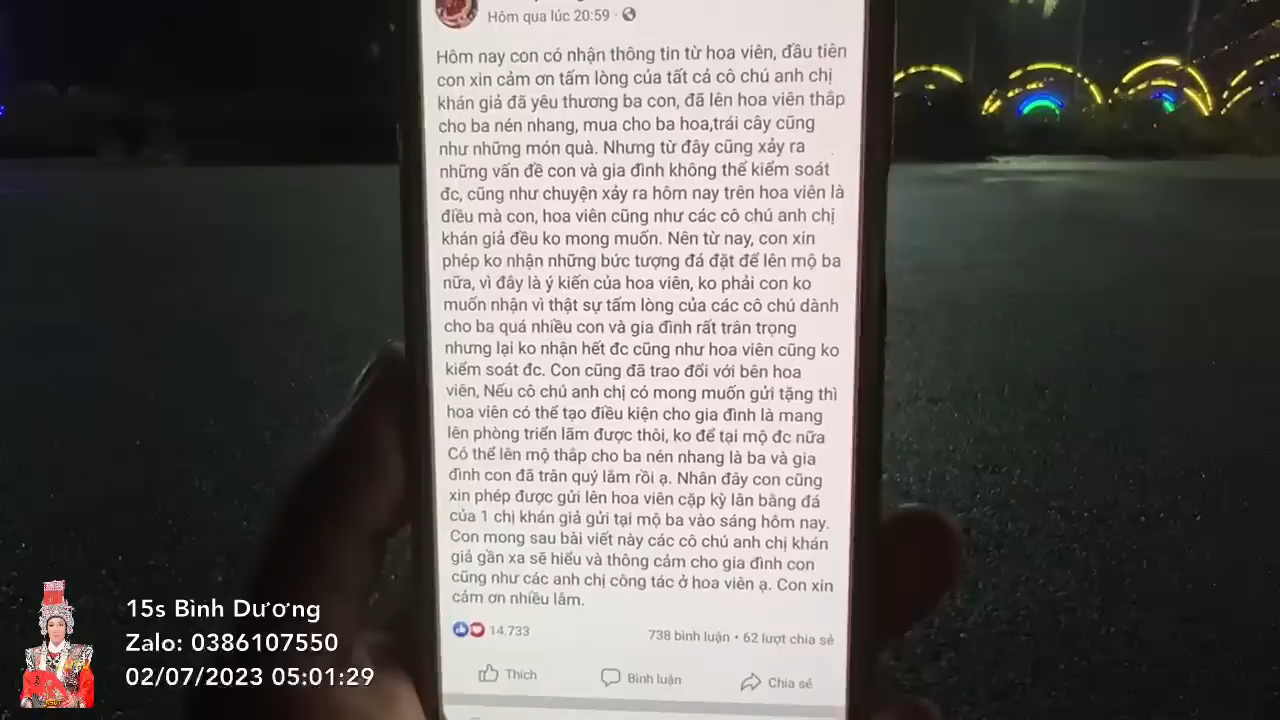 Hôm qua lúc 20:59 ·
Hôm nay con có nhận thông tin từ hoa viên, đầu tiên
con xin cảm ơn tấm lòng của tất cả cô chú anh chị
khán giả đã yêu thương ba con, đã lên hoa viên thắp
cho ba nén nhang, mua cho ba hoa,trái cây cũng
như những món quà. Nhưng từ đây cũng xảy ra
những vấn đề con và gia đình không thể kiểm soát
đc, cũng như chuyện xảy ra hôm nay trên hoa viên là
điều mà con, hoa viên cũng như các cô chú anh chị
khán giả đều ko mong muốn. Nên từ nay, con xin
phép ko nhận những bức tượng đá đặt để lên mộ ba
nữa, vì đây là ý kiến của hoa viên, ko phải con ko
muốn nhận vì thật sự tấm lòng của các cô chú dành
cho ba quá nhiều con và gia đình rất trân trọng
nhưng lại ko nhận hết đc cũng như hoa viên cũng ko
kiểm soát đc. Con cũng đã trao đổi với bên hoa
viên, Nếu cô chú anh chị có mong muốn gửi tặng thì
hoa viên có thể tạo điều kiện cho gia đình là mang
lên phòng triển lãm được thôi, ko để tại mộ đc nữa
Có thể lên mộ thắp cho ba nén nhang là ba và gia
đình con đã trân quý lắm rồi ạ. Nhân đây con cũng
xin phép được gửi lên hoa viên cặp kỳ lân bằng đá
của 1 chị khán giả gửi tại mộ ba vào sáng hôm nay.
Con mong sau bài viết này các cô chú anh chị khán
giả gần xa sẽ hiểu và thông cảm cho gia đình con
cũng như các anh chị công tác ở hoa viên ạ. Con xin
cảm ơn nhiều lắm.
14,733
738 bình luận • 62 lượt chia sẻ
Thích
Bình luận
Chia sẻ
15s Bình Dương
Zalo: 0386107550
02/07/2023 05:01:29